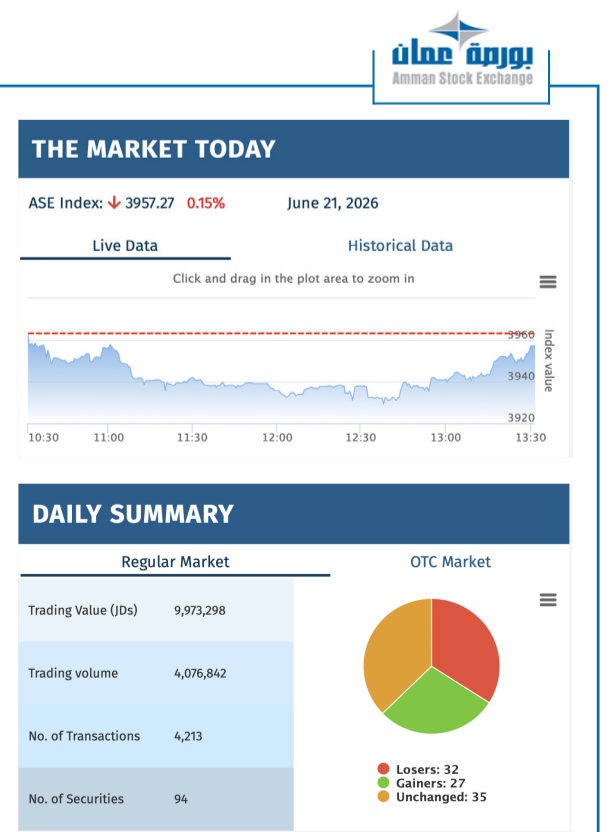 بورصة عمان
Amman Stock Exchange
THE MARKET TODAY
ASE Index: 3957.27 0.15% June 21, 2026
Live Data Historical Data
Click and drag in the plot area to zoom in
3960
3940
3920
Index value
10:30 11:00 11:30 12:00 12:30 13:00 13:30
DAILY SUMMARY
Regular Market OTC Market
Trading Value (JDs) 9,973,298
Trading volume 4,076,842
No. of Transactions 4,213
No. of Securities 94
Losers: 32
Gainers: 27
Unchanged: 35